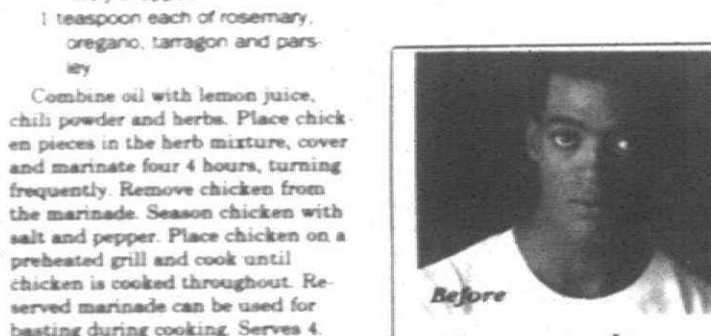 1 teaspoon each of rosemary,
oregano, tarragon and pars-
ley
Combine oil with lemon juice,
chili powder and herbs. Place chick-
en pieces in the herb mixture, cover
and marinate four 4 hours, turning
frequently. Remove chicken from
the marinade. Season chicken with
salt and pepper. Place chicken on a
preheated grill and cook until
chicken is cooked throughout. Re-
served marinade can be used for
basting during cooking. Serves 4.
Before